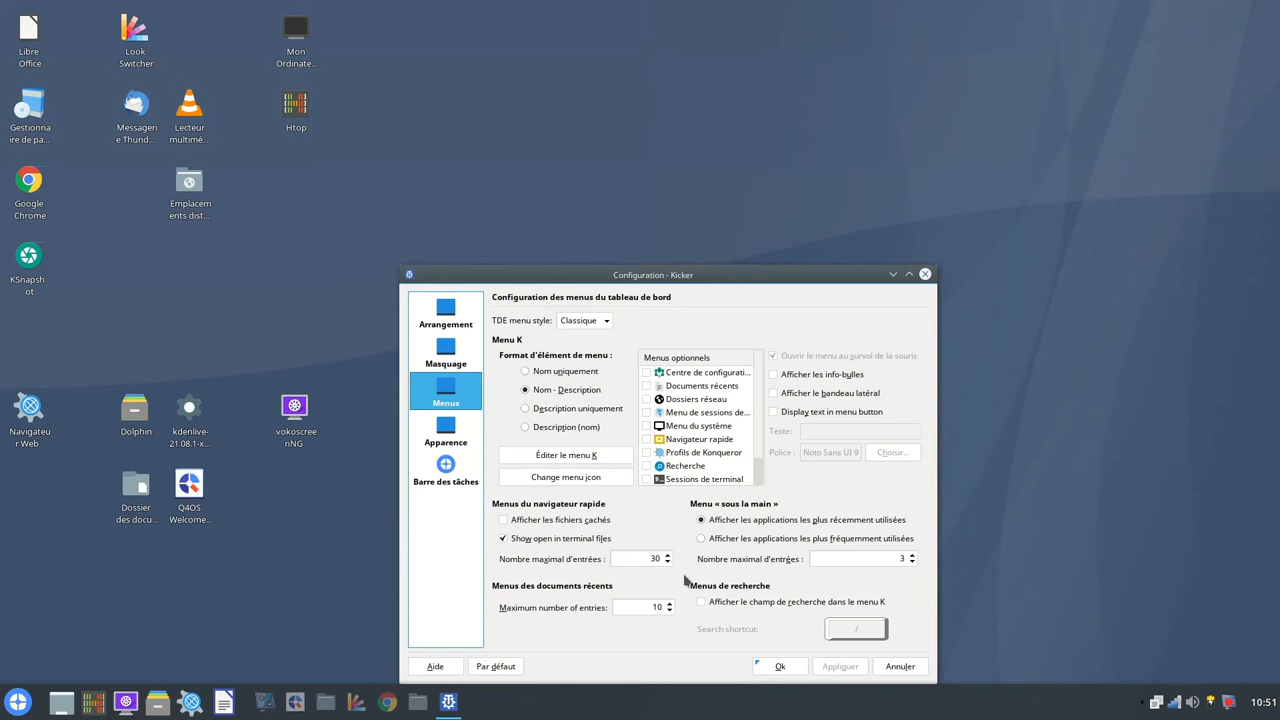 Libre
Office
Look
Switcher
Mon
Ordinate...
Gestionna
ire de pa...
Messageri
e Thund...
Lecteur
multimé...
Htop
Google
Chrome
Emplace
ments dist...
KSnapsh
ot
Navigateu
r Web
Dolphin
kdenlive-
21.08.1-x...
vokoscre
enNG
Dossier
des docu...
Q4OS
Welcome...
Configuration - Kicker
Arrangement
Masquage
Menus
Apparence
Barre des tâches
Configuration des menus du tableau de bord
TDE menu style:
Classique
Menu K
Format d'élément de menu :
Nom uniquement
Nom - Description
Description uniquement
Description (nom)
Éditer le menu K
Change menu icon
Menus optionnels
Centre de configurati...
Documents récents
Dossiers réseau
Menu de sessions de...
Menu du système
Navigateur rapide
Profils de Konqueror
Recherche
Sessions de terminal
Ouvrir le menu au survol de la souris
Afficher les info-bulles
Afficher le bandeau latéral
Display text in menu button
Texte:
Police :
Noto Sans UI 9
Choisir...
Menus du navigateur rapide
Afficher les fichiers cachés
Show open in terminal files
Nombre maximal d'entrées :
30
Menu « sous la main »
Afficher les applications les plus récemment utilisées
Afficher les applications les plus fréquemment utilisées
Nombre maximal d'entrées :
3
Menus des documents récents
Maximum number of entries:
10
Menus de recherche
Afficher le champ de recherche dans le menu K
Search shortcut:
/
Aide
Par défaut
Ok
Appliquer
Annuler
10:51